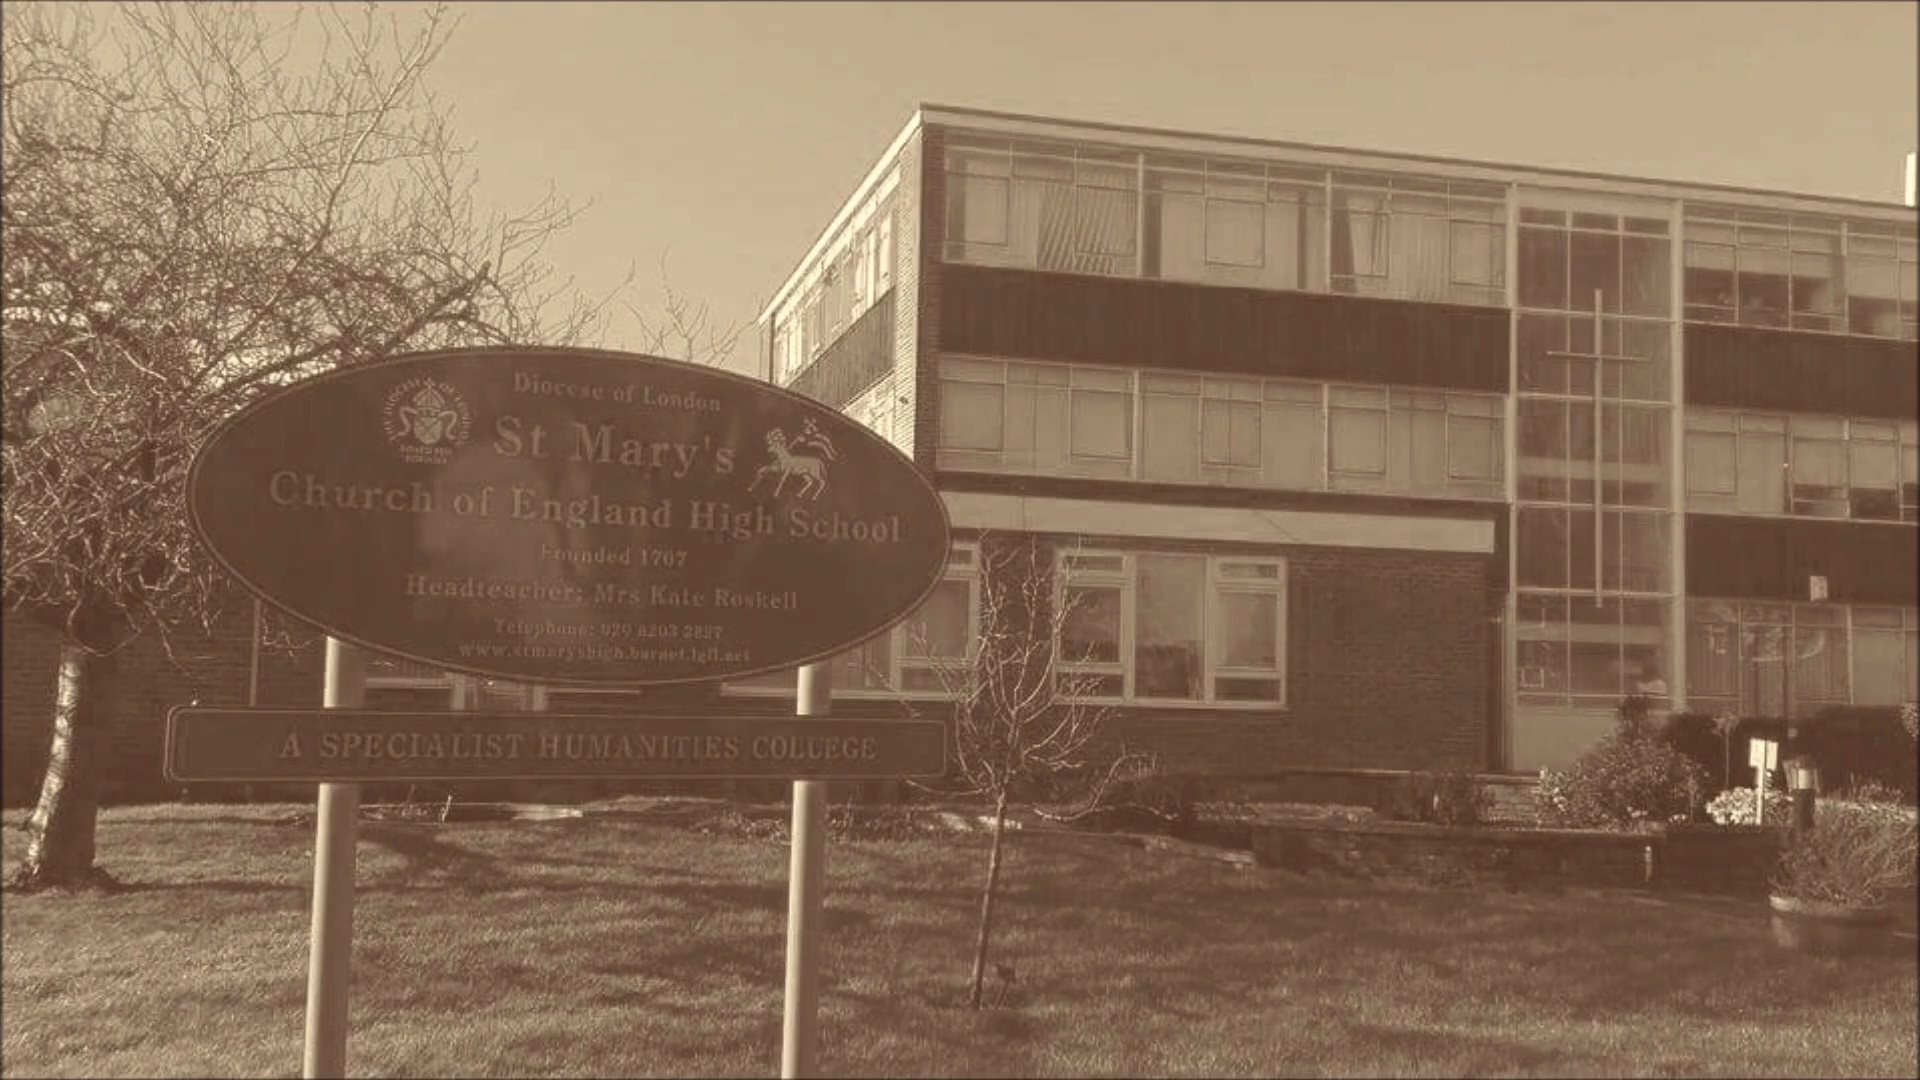 Diocese of London
St Mary's
Church of England High School
Founded 1707
Headteacher: Mrs Kate Roskell
Telephone: 020 8203 2827
www.stmaryshigh.barnet.lgfl.net
A SPECIALIST HUMANITIES COLLEGE